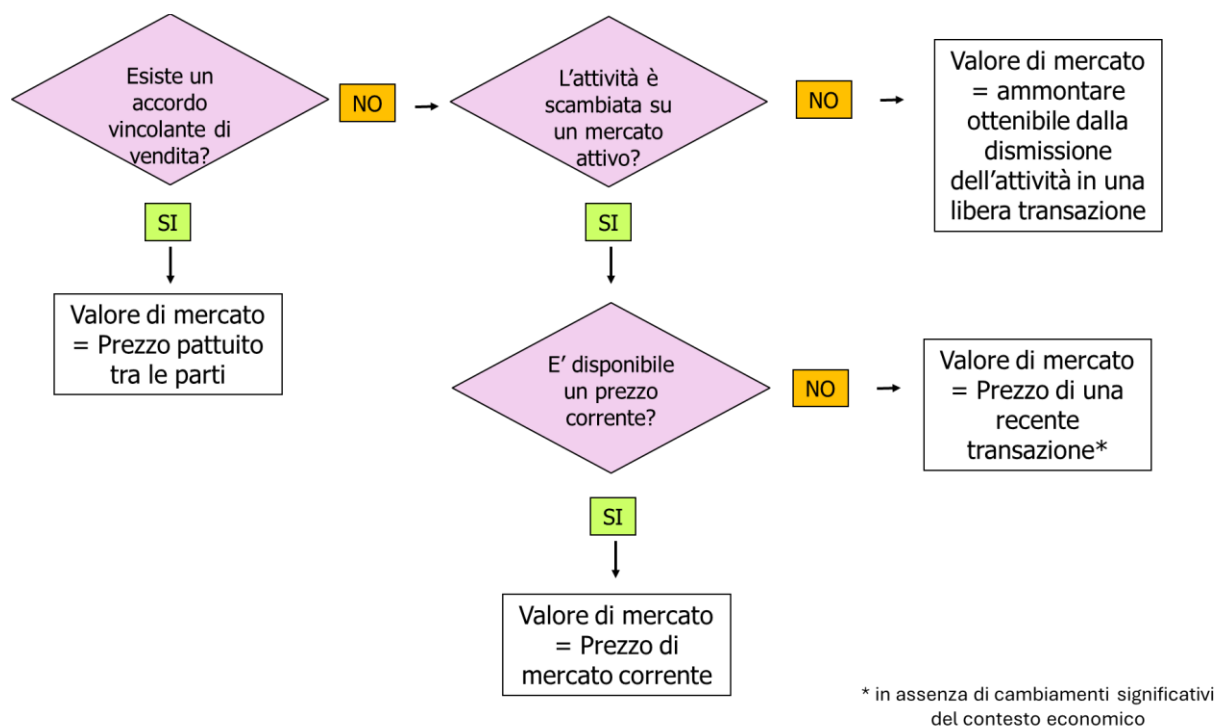 Esiste un
accordo
vincolante di
vendita?
NO
L'attività è
scambiata su
un mercato
attivo?
NO
Valore di mercato
= ammontare
ottenibile dalla
dismissione
dell'attività in una
libera transazione
SI
SI
Valore di mercato
= Prezzo pattuito
tra le parti
E' disponibile
un prezzo
corrente?
NO
Valore di mercato
= Prezzo di una
recente
transazione*
SI
Valore di mercato
= Prezzo di
mercato corrente
* in assenza di cambiamenti significativi
del contesto economico